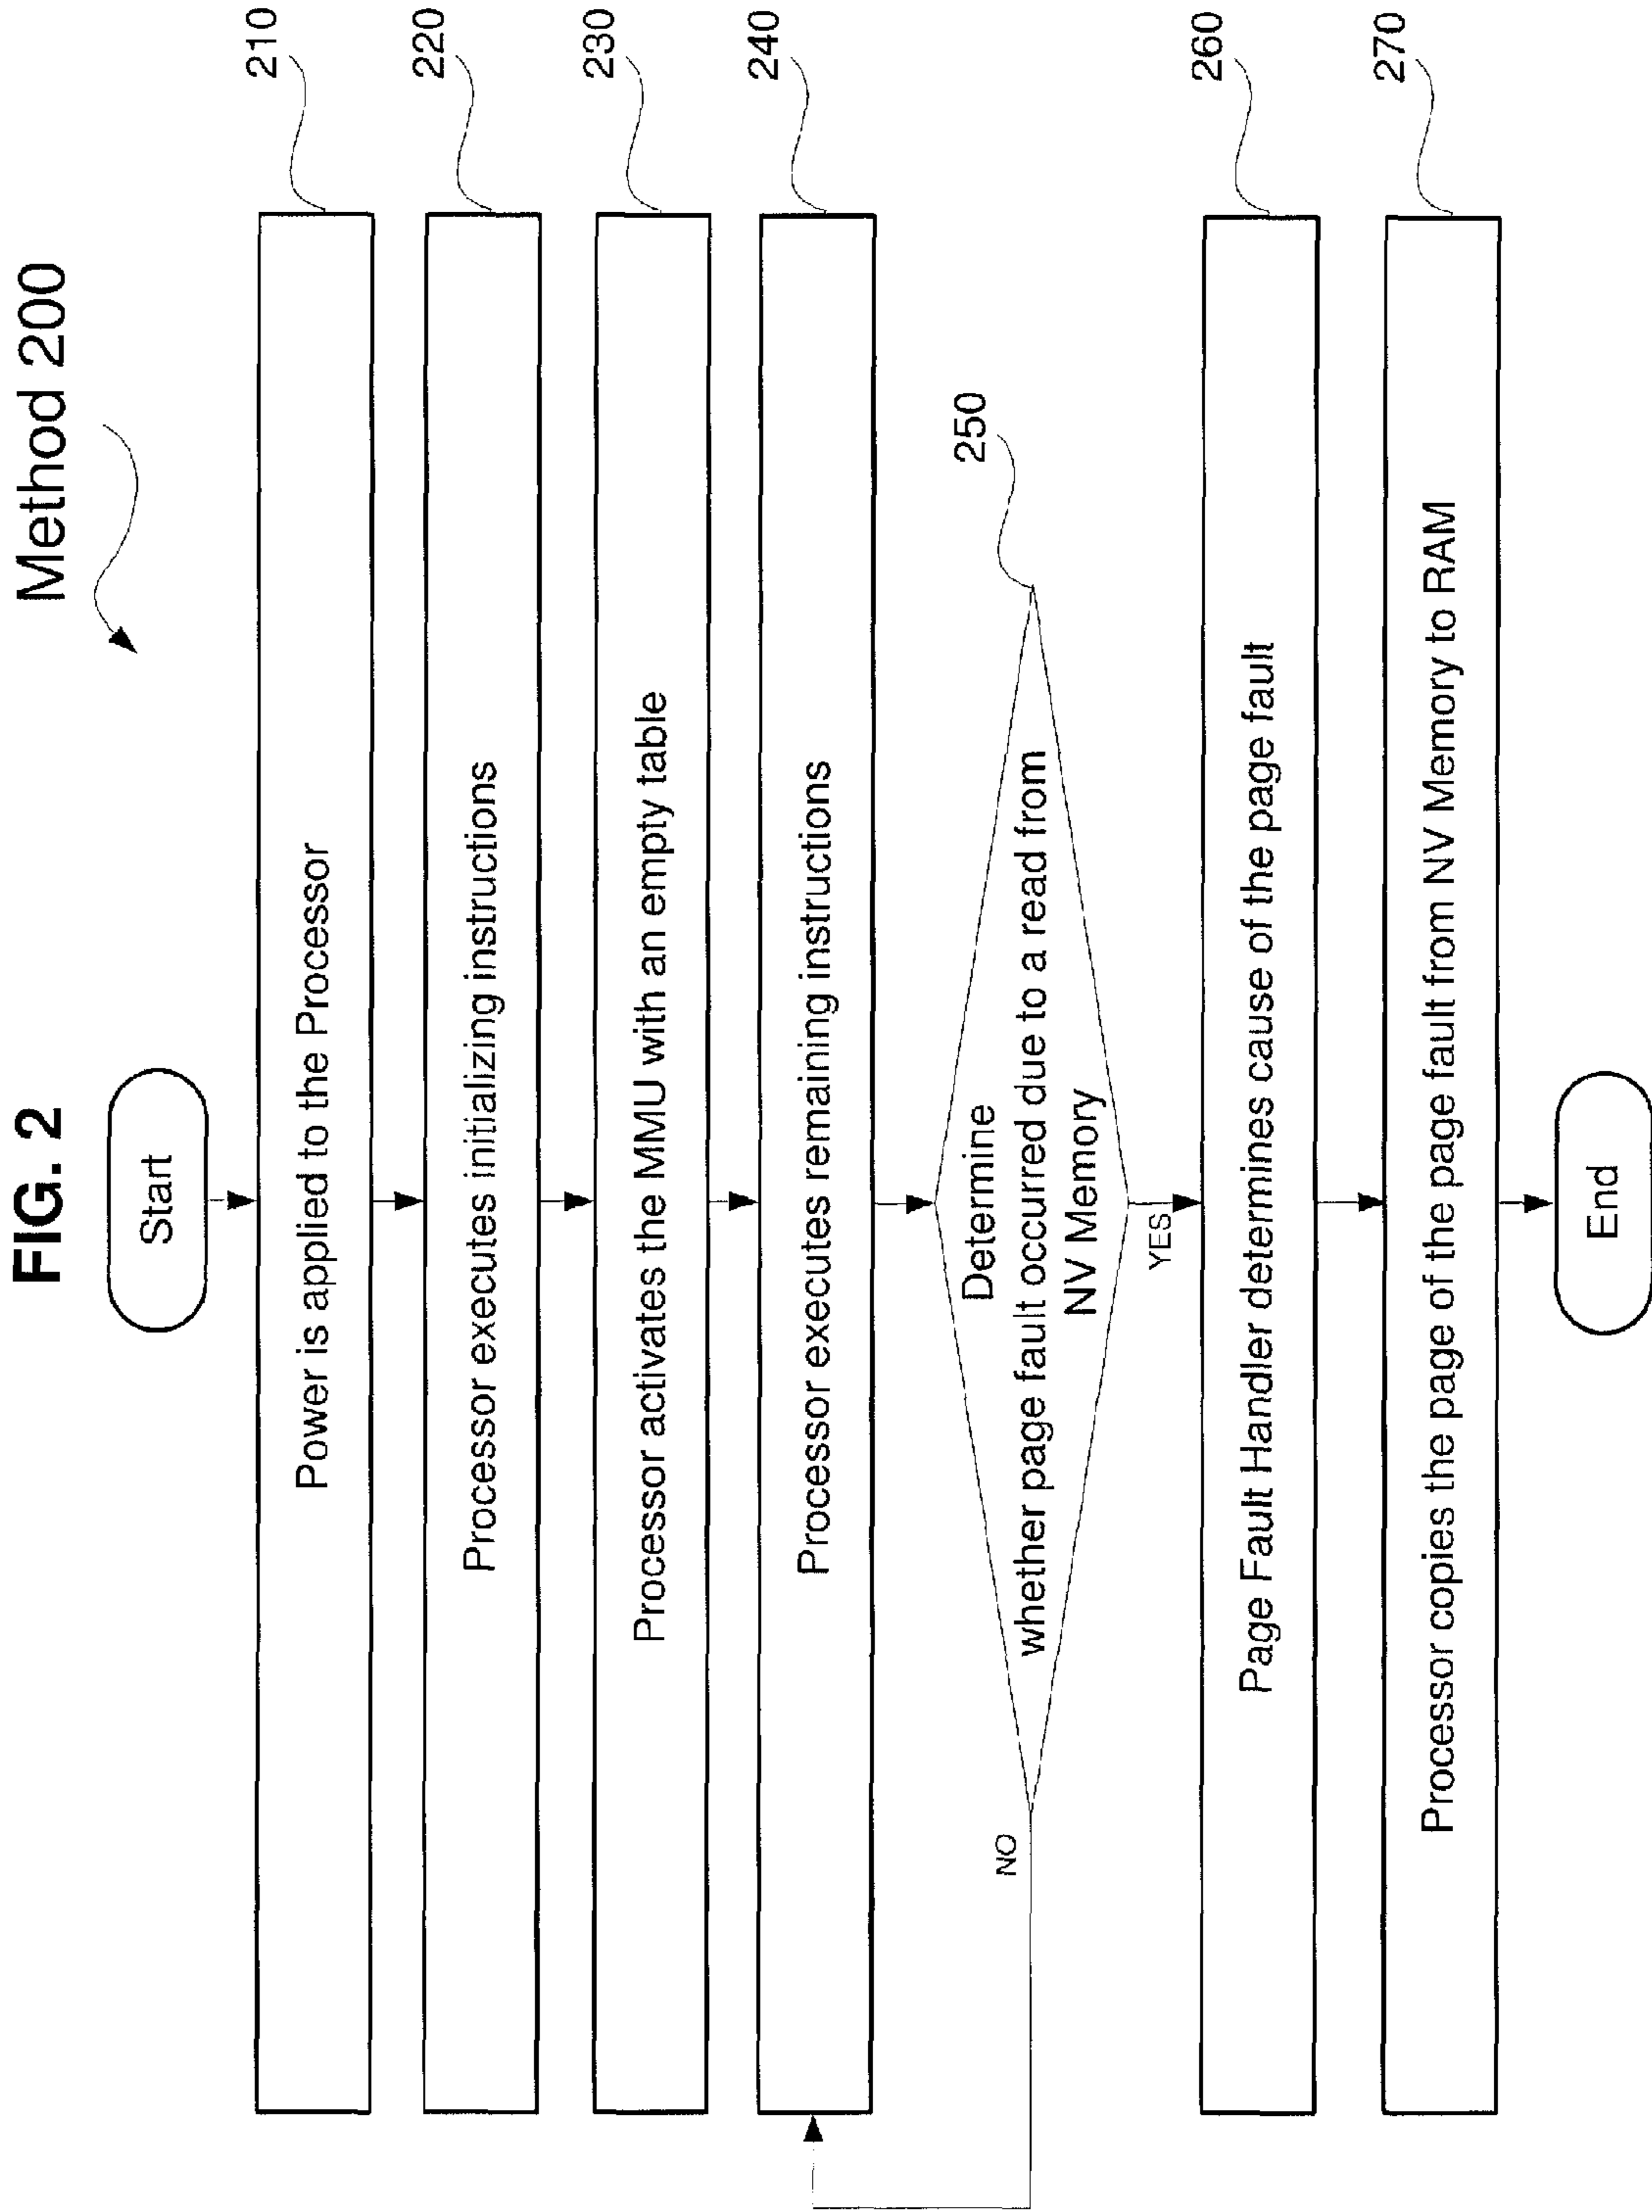 FIG. 2
Method 200
Start
Power is applied to the Processor
210
Processor executes initializing instructions
220
Processor activates the MMU with an empty table
230
Processor executes remaining instructions
240
Determine
whether page fault occurred due to a read from
NV Memory
250
NO
YES
Page Fault Handler determines cause of the page fault
260
Processor copies the page of the page fault from NV Memory to RAM
270
End